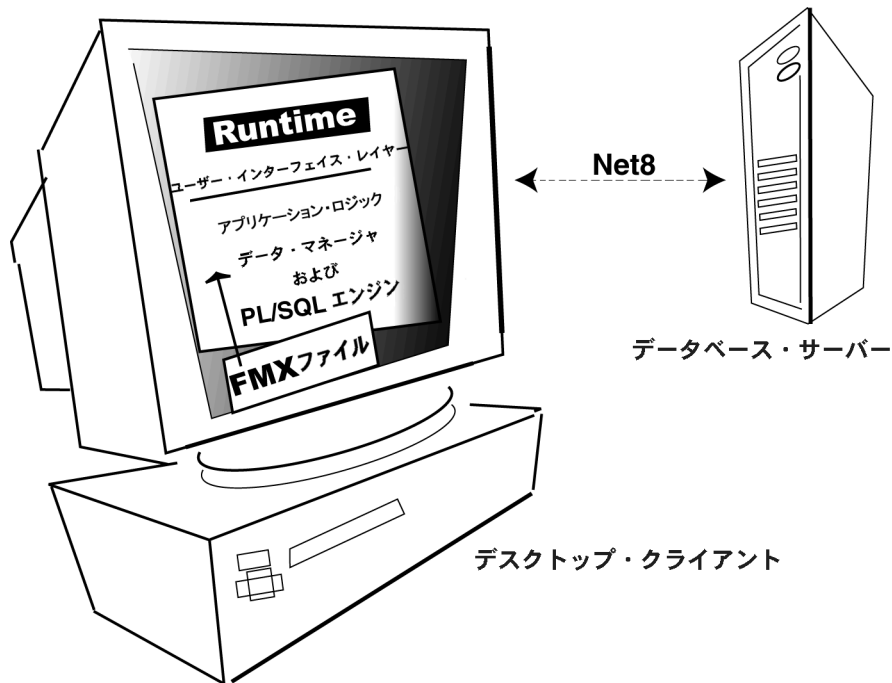 Runtime
ユーザー・インターフェイス・レイヤー
アプリケーション・ロジック
データ・マネージャ
および
PL/SQL エンジン
FMXファイル
Net8
データベース・サーバー
デスクトップ・クライアント